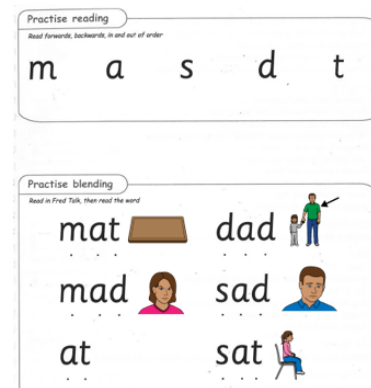 Practise reading
Read forwards, backwards, in and out of order
m a s d t
Practise blending
Read in Fred Talk, then read the word
mat dad
mad sad
at sat